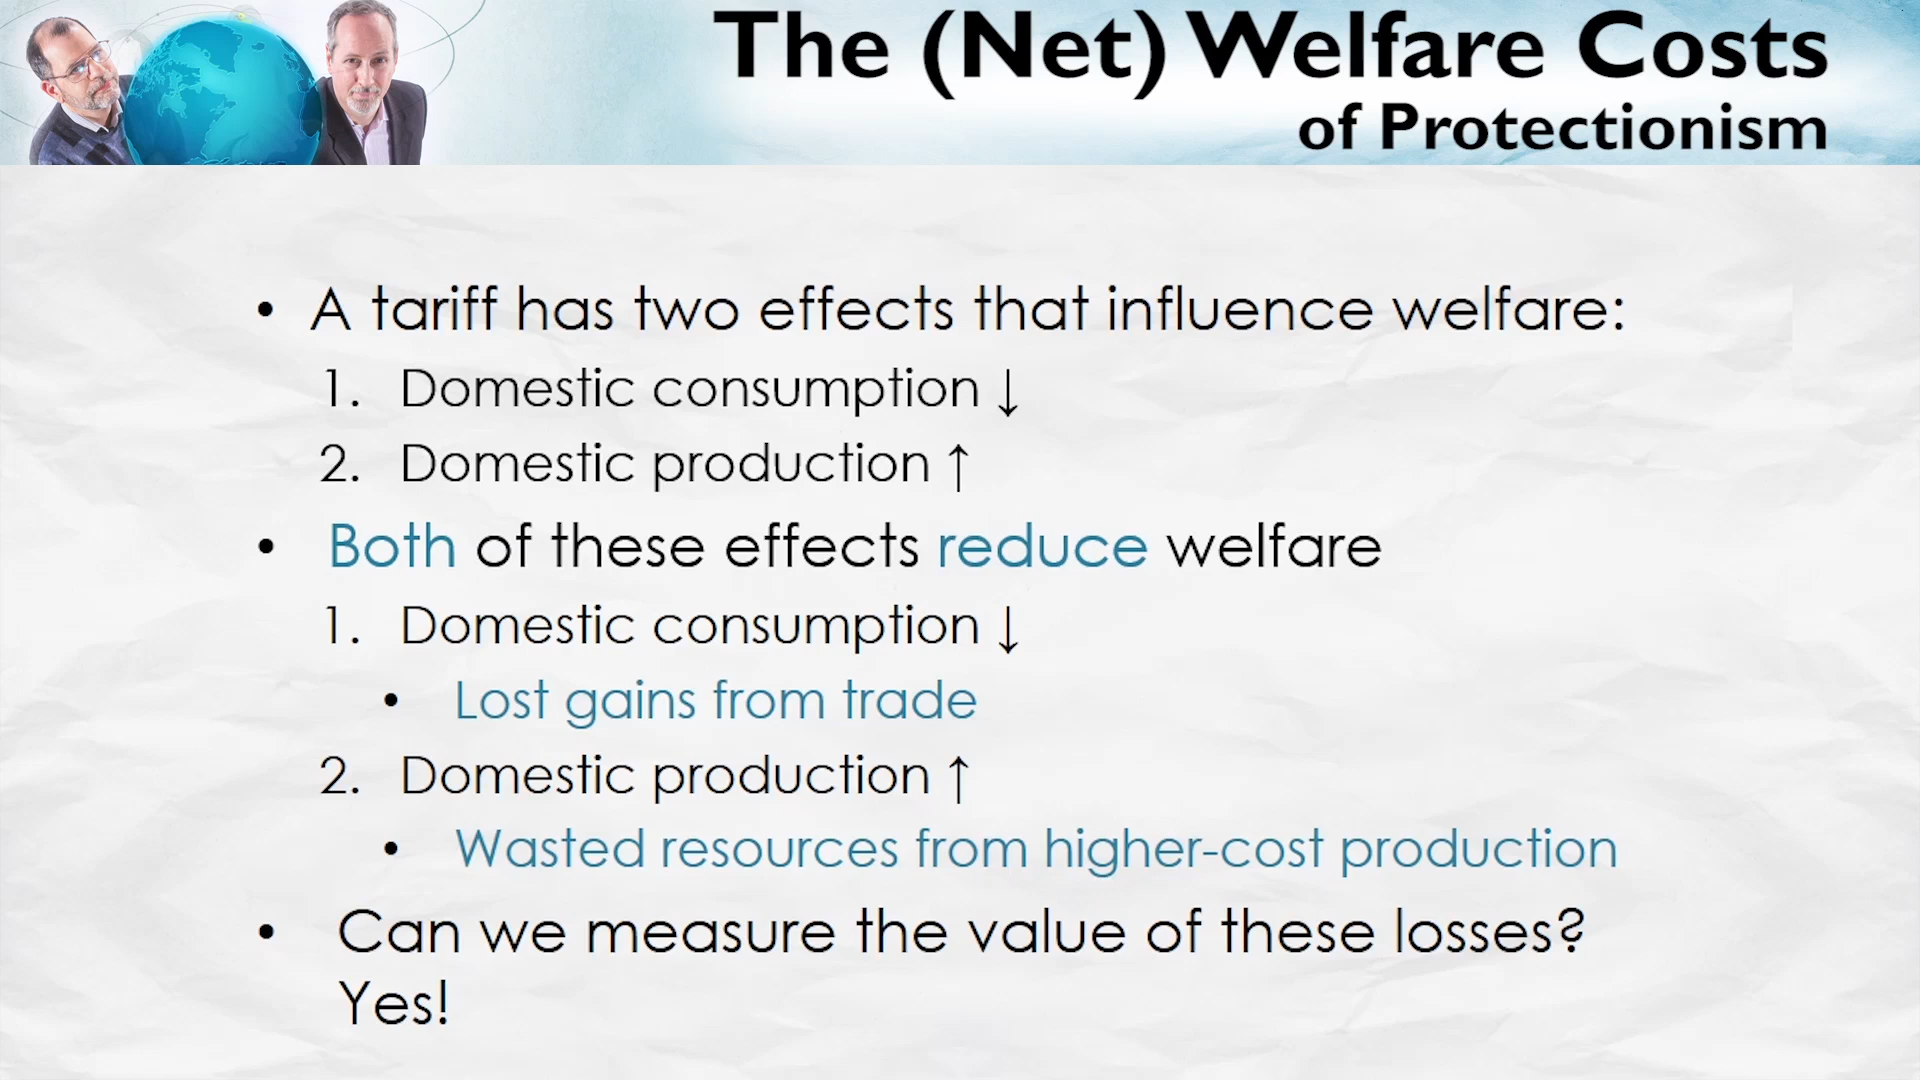 The (Net) Welfare Costs
of Protectionism
• A tariff has two effects that influence welfare:
1. Domestic consumption ↓
2. Domestic production ↑
• Both of these effects reduce welfare
1. Domestic consumption ↓
• Lost gains from trade
2. Domestic production ↑
• Wasted resources from higher-cost production
• Can we measure the value of these losses?
Yes!